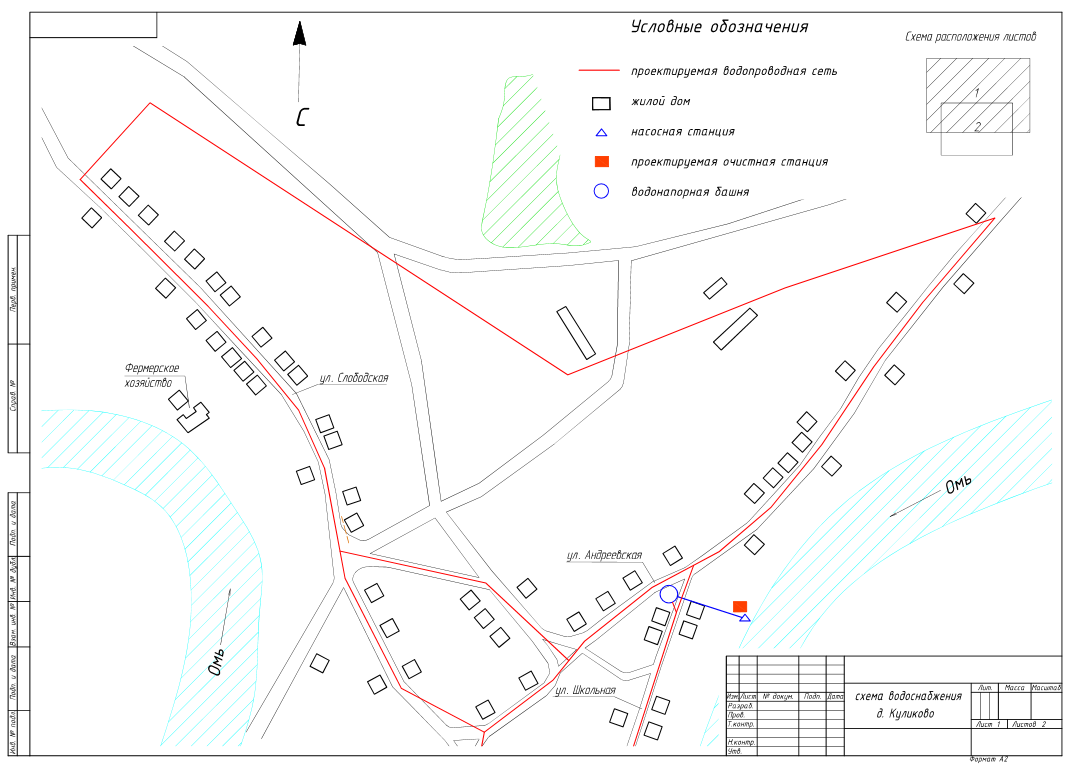 Условные обозначения
Схема расположения листов
проектируемая водопроводная сеть
жилой дом
насосная станция
проектируемая очистная станция
водонапорная башня
1
2
С
Перв. примен.
Справ. №
Фермерское
хозяйство
ул. Слободская
Омь
ул. Андреевская
Омь
ул. Школьная
Подп. и дата
Инв. № дубл.
Взам. инв. №
Подп. и дата
Инв. № подл.
Изм. Лист № докум. Подп. Дата
Разраб.
Пров.
Т.контр.
Н.контр.
Утв.
схема водоснабжения
д. Куликово
Лит. Масса Масштаб
Лист 1 Листов 2
Формат А2